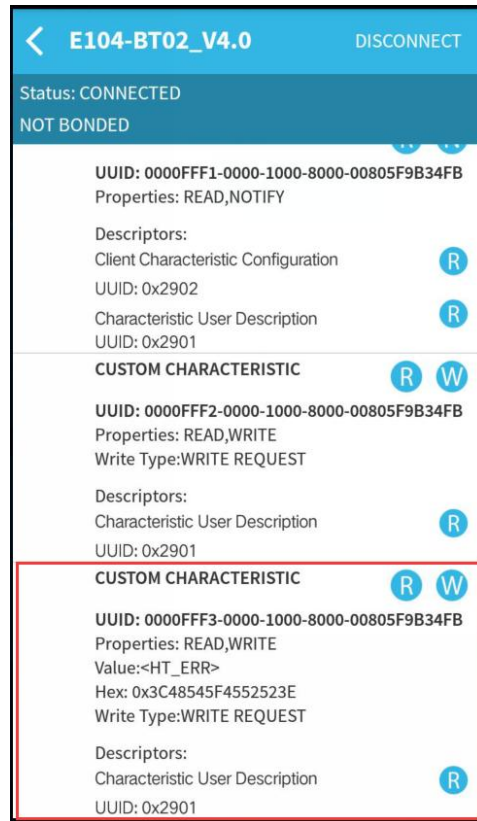 E104-BT02_V4.0 DISCONNECT
Status: CONNECTED
NOT BONDED
UUID: 0000FFF1-0000-1000-8000-00805F9B34FB
Properties: READ,NOTIFY
Descriptors:
Client Characteristic Configuration R
UUID: 0x2902
Characteristic User Description R
UUID: 0x2901
CUSTOM CHARACTERISTIC R W
UUID: 0000FFF2-0000-1000-8000-00805F9B34FB
Properties: READ,WRITE
Write Type:WRITE REQUEST
Descriptors:
Characteristic User Description R
UUID: 0x2901
CUSTOM CHARACTERISTIC R W
UUID: 0000FFF3-0000-1000-8000-00805F9B34FB
Properties: READ,WRITE
Value:<HT_ERR>
Hex: 0x3C48545F4552523E
Write Type:WRITE REQUEST
Descriptors:
Characteristic User Description R
UUID: 0x2901